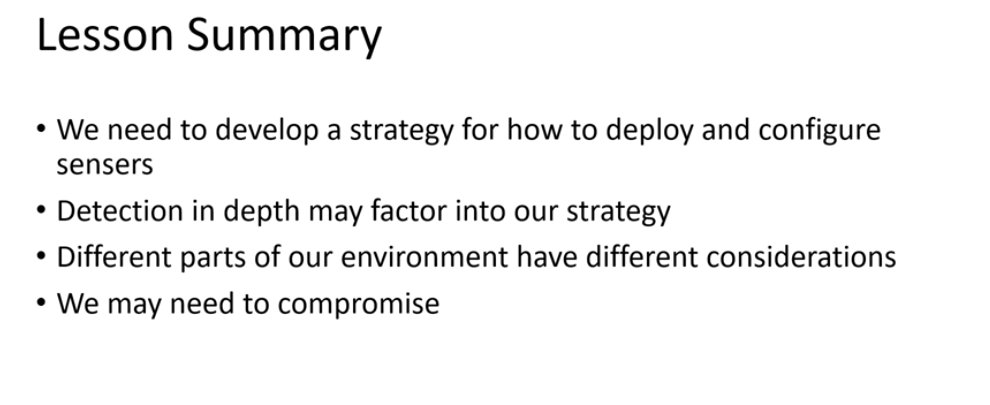 Lesson Summary
• We need to develop a strategy for how to deploy and configure
sensers
• Detection in depth may factor into our strategy
• Different parts of our environment have different considerations
• We may need to compromise